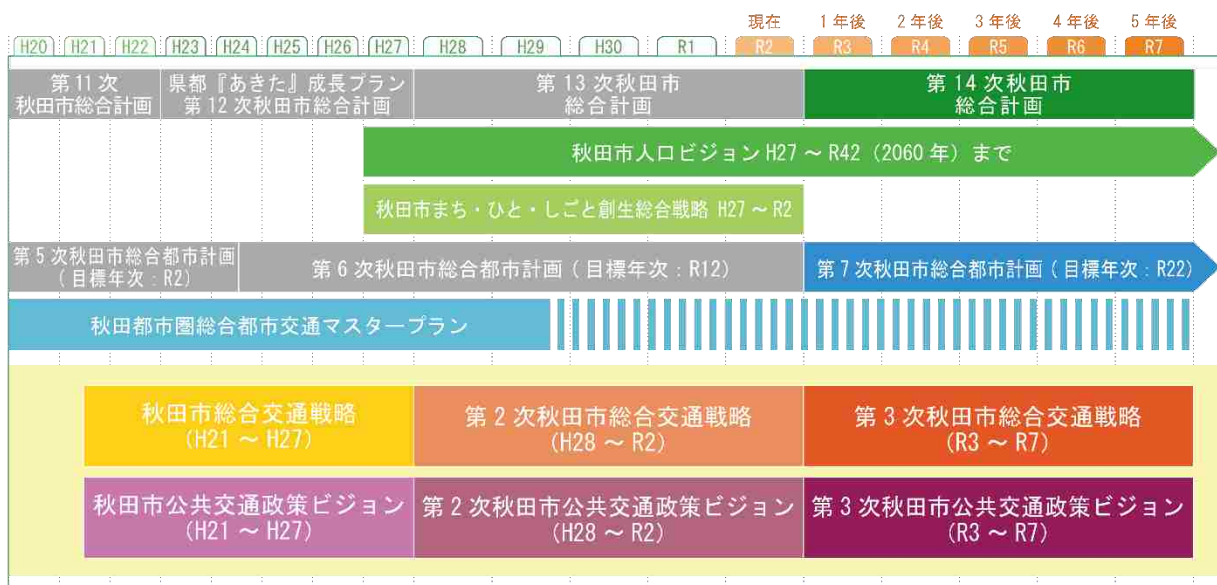 現在 1年後 2年後 3年後 4年後 5年後
H20 H21 H22 H23 H24 H25 H26 H27 H28 H29 H30 R1 R2 R3 R4 R5 R6 R7
第11次
秋田市総合計画
県都『あきた』成長プラン
第12次秋田市総合計画
第13次秋田市
総合計画
第14次秋田市
総合計画
秋田市人口ビジョン H27 ～ R42（2060年）まで
秋田市まち・ひと・しごと創生総合戦略 H27 ～ R2
第5次秋田市総合都市計画
（目標年次：R2）
第6次秋田市総合都市計画（目標年次：R12）
第7次秋田市総合都市計画（目標年次：R22）
秋田都市圏総合都市交通マスタープラン
秋田市総合交通戦略
(H21 ～ H27)
第2次秋田市総合交通戦略
(H28 ～ R2)
第3次秋田市総合交通戦略
(R3 ～ R7)
秋田市公共交通政策ビジョン
(H21 ～ H27)
第2次秋田市公共交通政策ビジョン
(H28 ～ R2)
第3次秋田市公共交通政策ビジョン
(R3 ～ R7)